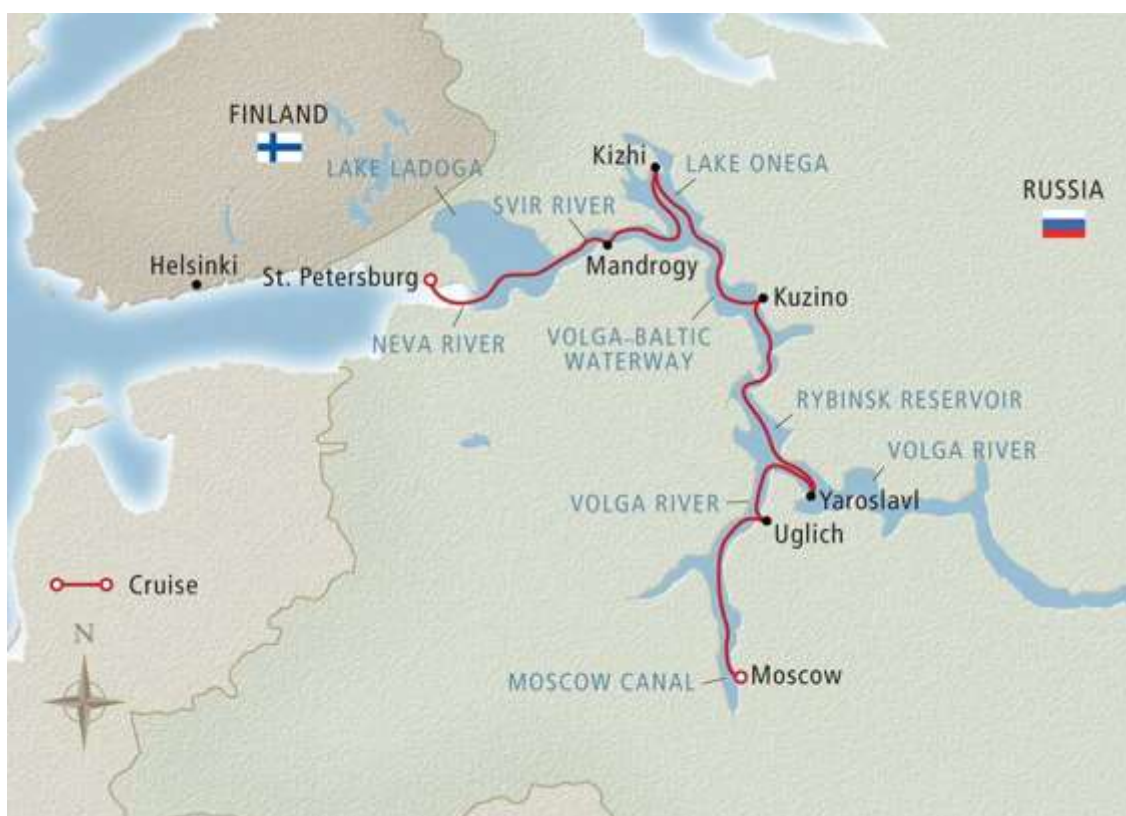 FINLAND
LAKE LADOGA
Kizhi
LAKE ONEGA
RUSSIA
SVIR RIVER
Helsinki
St. Petersburg
Mandrogy
Kuzino
NEVA RIVER
VOLGA-BALTIC
WATERWAY
RYBINSK RESERVOIR
VOLGA RIVER
VOLGA RIVER
Yaroslavl
Uglich
Cruise
N
MOSCOW CANAL
Moscow